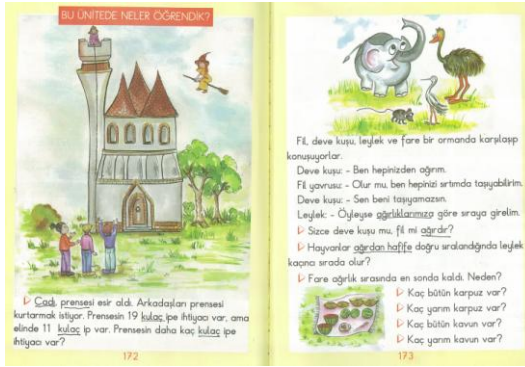 BU ÜNİTEDE NELER ÖĞRENDİK?
Cadı, prensesi esir aldı. Arkadaşları prensesi
kurtarmak istiyor. Prensesin 19 kulaç ipe ihtiyacı var, ama
elinde 11 kulaç ip var. Prensesin daha kaç kulaç ipe
ihtiyacı var?
172
Fil, deve kuşu, leylek ve fare bir ormanda karşılaşıp
konuşuyorlar.
Deve kuşu: - Ben hepinizden ağırım.
Fil yavrusu: - Olur mu, ben hepinizi sırtımda taşıyabilirim.
Deve kuşu: - Sen beni taşıyamazsın.
Leylek: - Öyleyse ağırlıklarımıza göre sıraya girelim.
Sizce deve kuşu mu, fil mi ağırdır?
Hayvanlar ağırdan hafife doğru sıralandığında leylek
kaçıncı sırada olur?
Fare ağırlık sırasında en sonda kaldı. Neden?
Kaç bütün karpuz var?
Kaç yarım karpuz var?
Kaç bütün kavun var?
Kaç yarım kavun var?
173